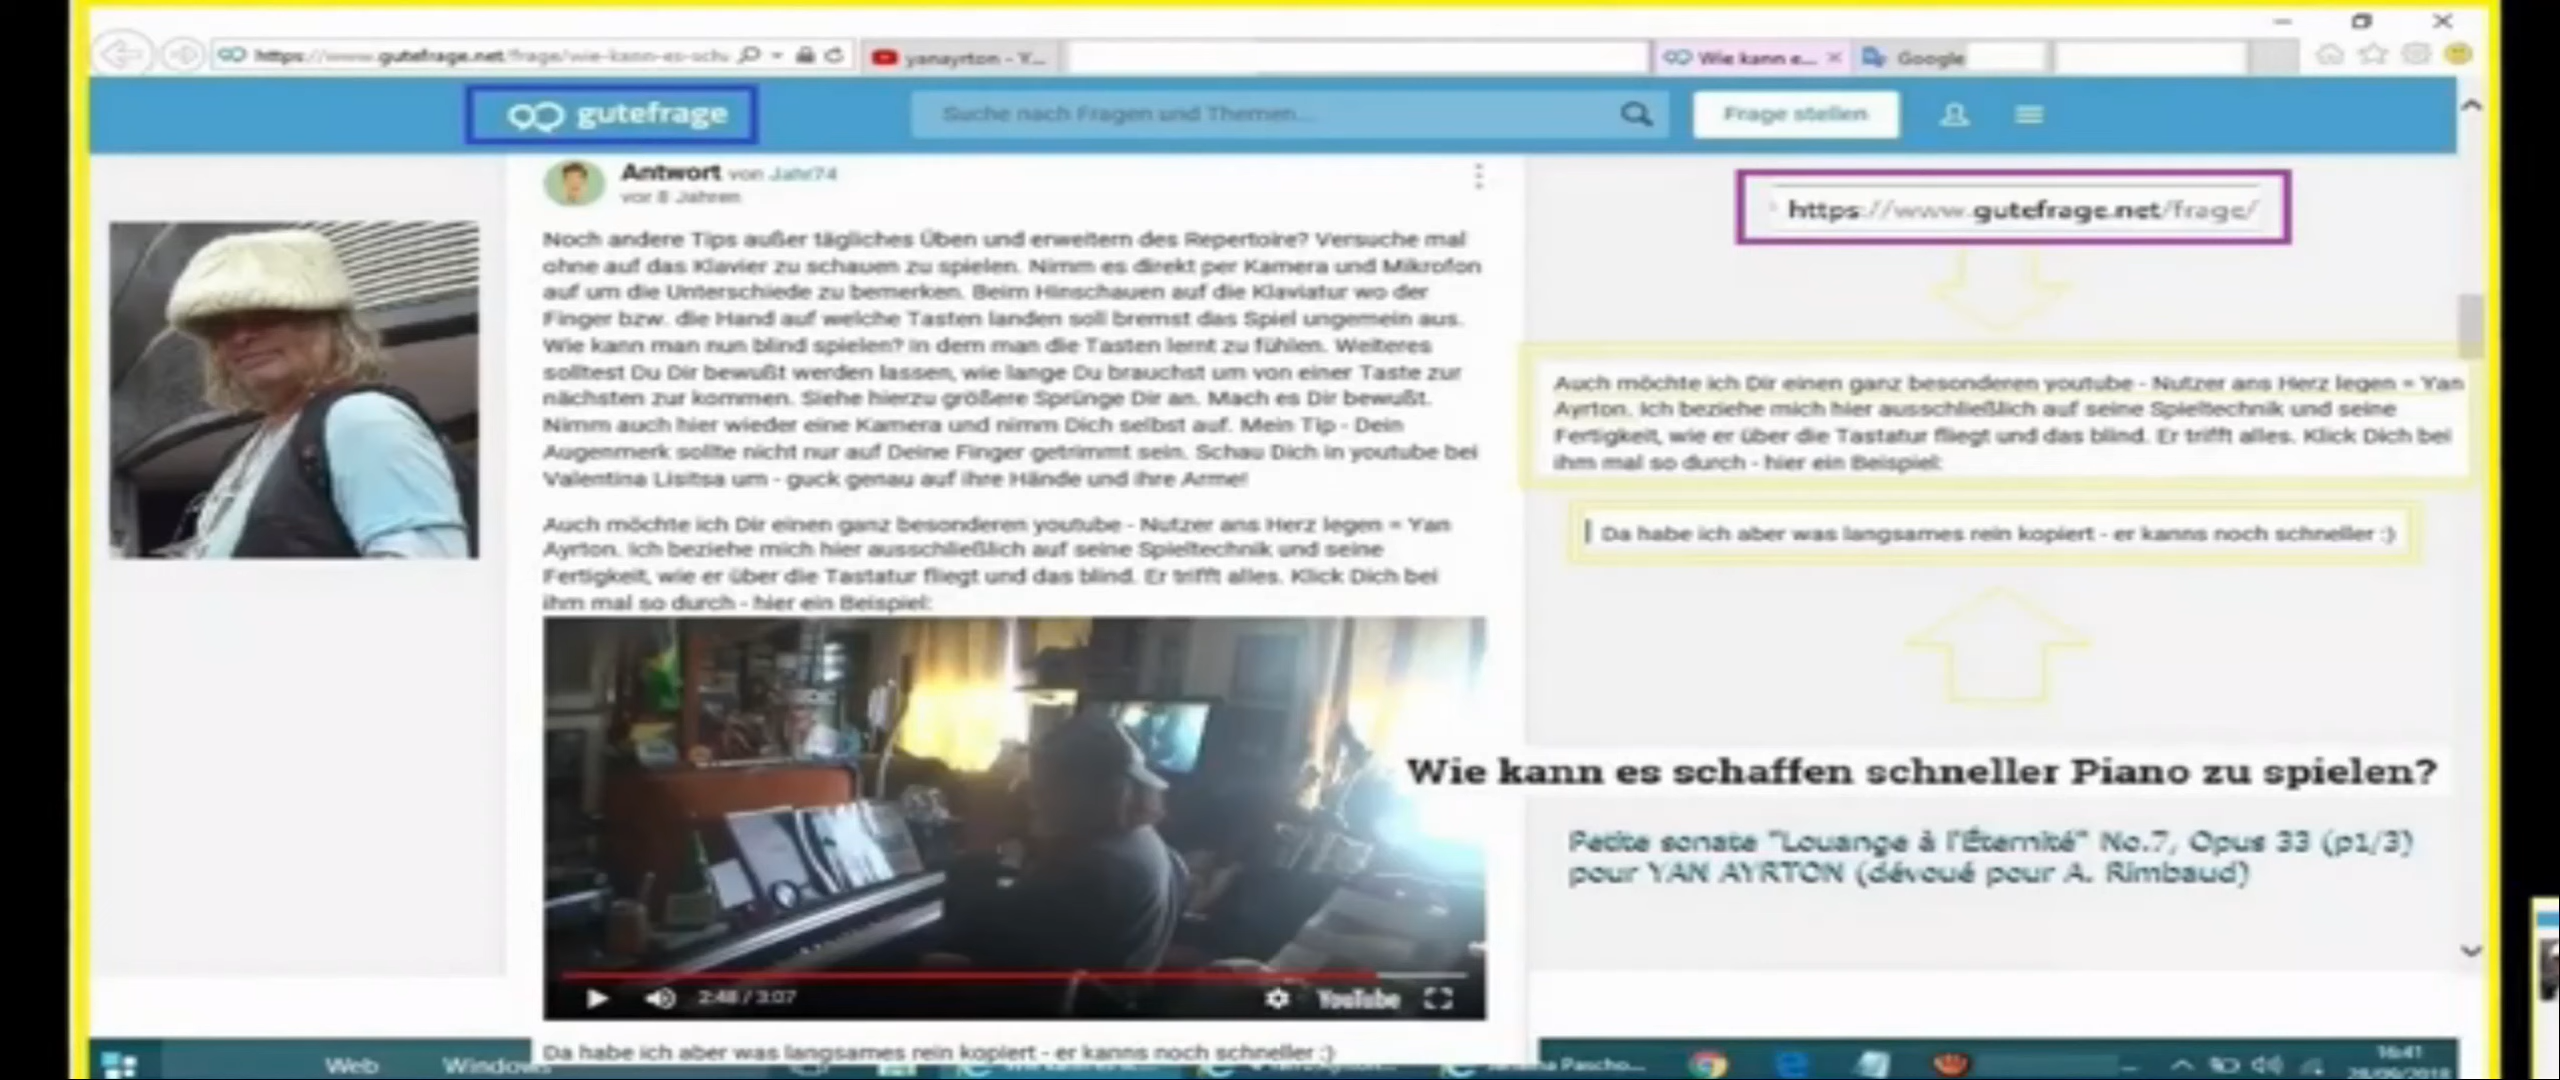 https://www.gutefrage.net/frage/wie-kann-es-sch
yanayrton - Y...
Wie kann e...
Google
gutefrage
Suche nach Fragen und Themen...
Frage stellen
Antwort von Jahr74
vor 8 Jahren
Noch andere Tips außer tägliches Üben und erweitern des Repertoire? Versuche mal
ohne auf das Klavier zu schauen zu spielen. Nimm es direkt per Kamera und Mikrofon
auf um die Unterschiede zu bemerken. Beim Hinschauen auf die Klaviatur wo der
Finger bzw. die Hand auf welche Tasten landen soll bremst das Spiel ungemein aus.
Wie kann man nun blind spielen? In dem man die Tasten lernt zu fühlen. Weiteres
solltest Du Dir bewußt werden lassen, wie lange Du brauchst um von einer Taste zur
nächsten zur kommen. Siehe hierzu größere Sprünge Dir an. Mach es Dir bewußt.
Nimm auch hier wieder eine Kamera und nimm Dich selbst auf. Mein Tip - Dein
Augenmerk sollte nicht nur auf Deine Finger getrimmt sein. Schau Dich in youtube bei
Valentina Lisitsa um - guck genau auf ihre Hände und ihre Arme!
Auch möchte ich Dir einen ganz besonderen youtube - Nutzer ans Herz legen = Yan
Ayrton. Ich beziehe mich hier ausschließlich auf seine Spieltechnik und seine
Fertigkeit, wie er über die Tastatur fliegt und das blind. Er trifft alles. Klick Dich bei
ihm mal so durch - hier ein Beispiel:
2:48 / 3:07
YouTube
Da habe ich aber was langsames rein kopiert - er kanns noch schneller :)
https://www.gutefrage.net/frage/
Auch möchte ich Dir einen ganz besonderen youtube - Nutzer ans Herz legen = Yan
Ayrton. Ich beziehe mich hier ausschließlich auf seine Spieltechnik und seine
Fertigkeit, wie er über die Tastatur fliegt und das blind. Er trifft alles. Klick Dich bei
ihm mal so durch - hier ein Beispiel:
Da habe ich aber was langsames rein kopiert - er kanns noch schneller :)
Wie kann es schaffen schneller Piano zu spielen?
Petite sonate "Louange à l'Éternité" No.7, Opus 33 (p1/3)
pour YAN AYRTON (dévoué pour A. Rimbaud)
Web
Windows
Pascho...
16:41
28/06/2018